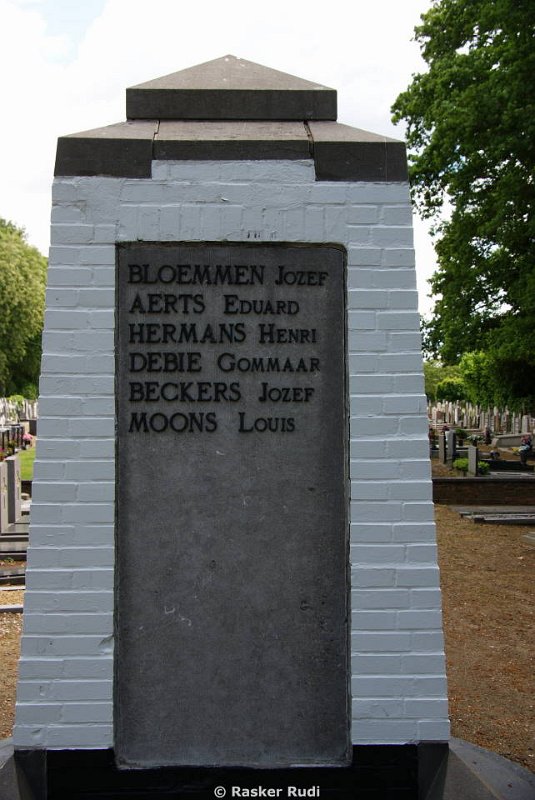 BLOEMMEN JOZEF
AERTS EDUARD
HERMANS HENRI
DEBIE GOMMAAR
BECKERS JOZEF
MOONS LOUIS
© Rasker Rudi